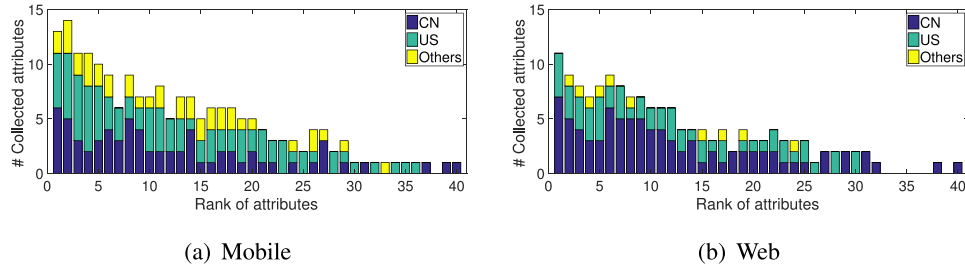 15
10
5
0
# Collected attributes
CN
US
Others
0 5 10 15 20 25 30 35 40
Rank of attributes
(a) Mobile
15
10
5
0
# Collected attributes
CN
US
Others
0 5 10 15 20 25 30 35 40
Rank of attributes
(b) Web